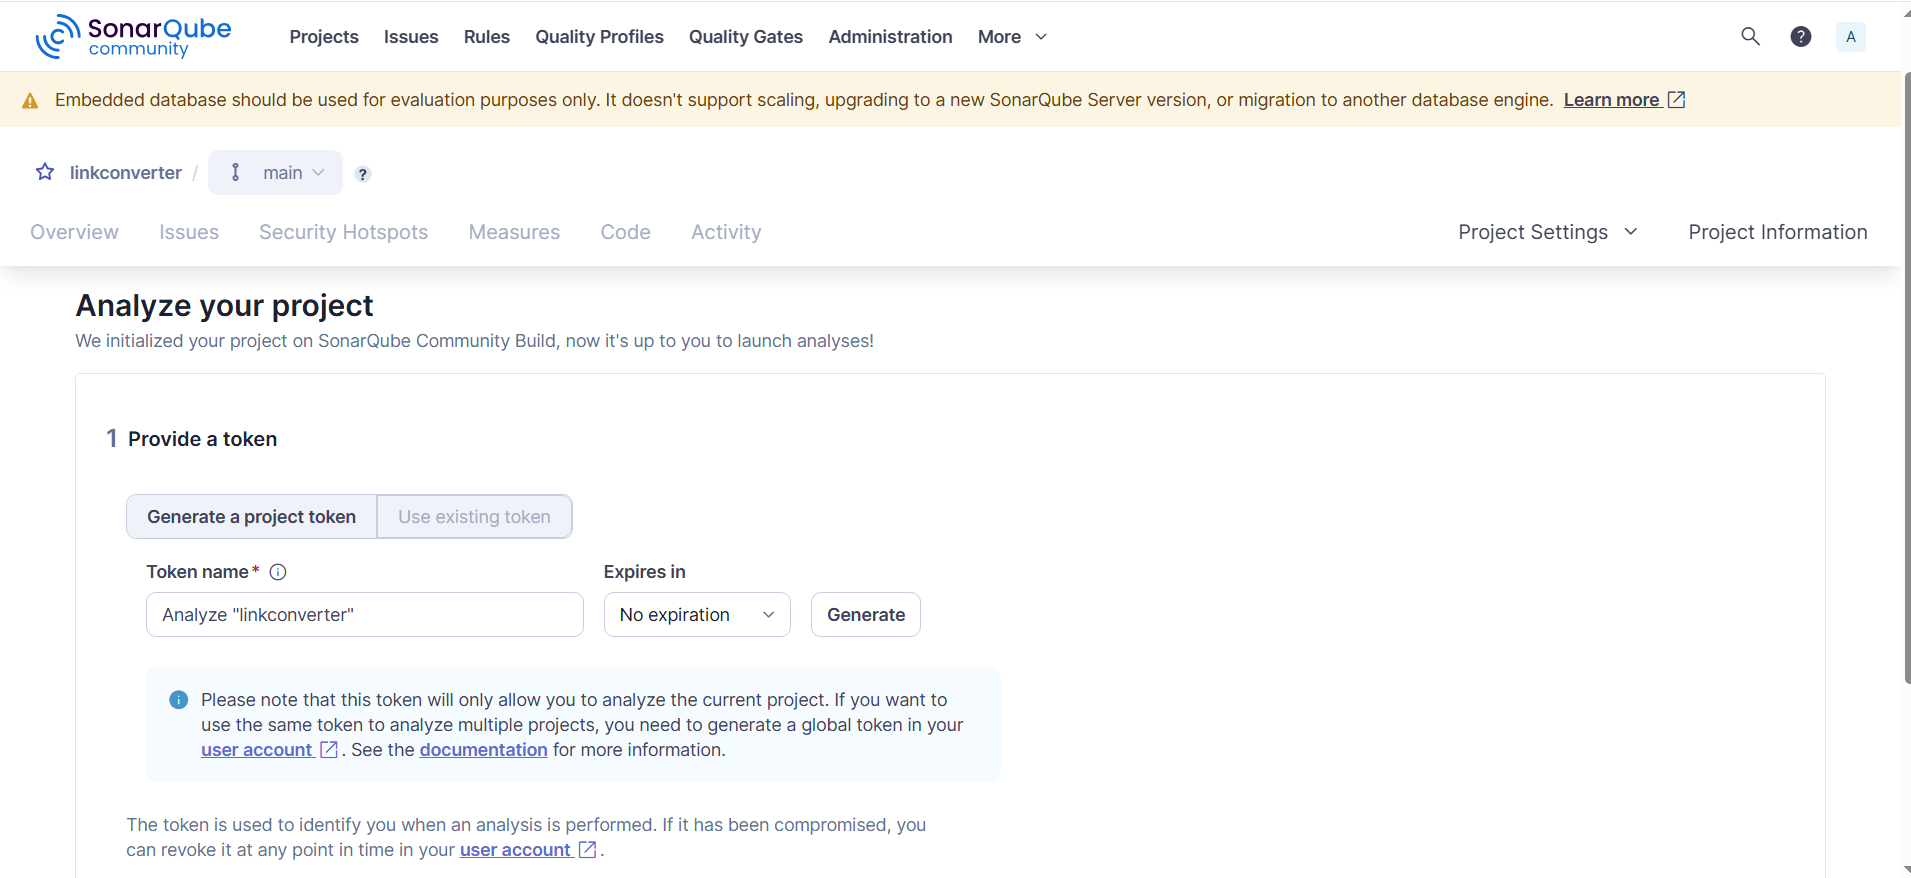 SonarQube
community
Projects Issues Rules Quality Profiles Quality Gates Administration More
? A
Embedded database should be used for evaluation purposes only. It doesn't support scaling, upgrading to a new SonarQube Server version, or migration to another database engine. Learn more
linkconverter / main ?
Overview Issues Security Hotspots Measures Code Activity Project Settings Project Information
Analyze your project
We initialized your project on SonarQube Community Build, now it's up to you to launch analyses!
1 Provide a token
Generate a project token Use existing token
Token name* Expires in
Analyze "linkconverter" No expiration Generate
Please note that this token will only allow you to analyze the current project. If you want to
use the same token to analyze multiple projects, you need to generate a global token in your
user account . See the documentation for more information.
The token is used to identify you when an analysis is performed. If it has been compromised, you
can revoke it at any point in time in your user account .